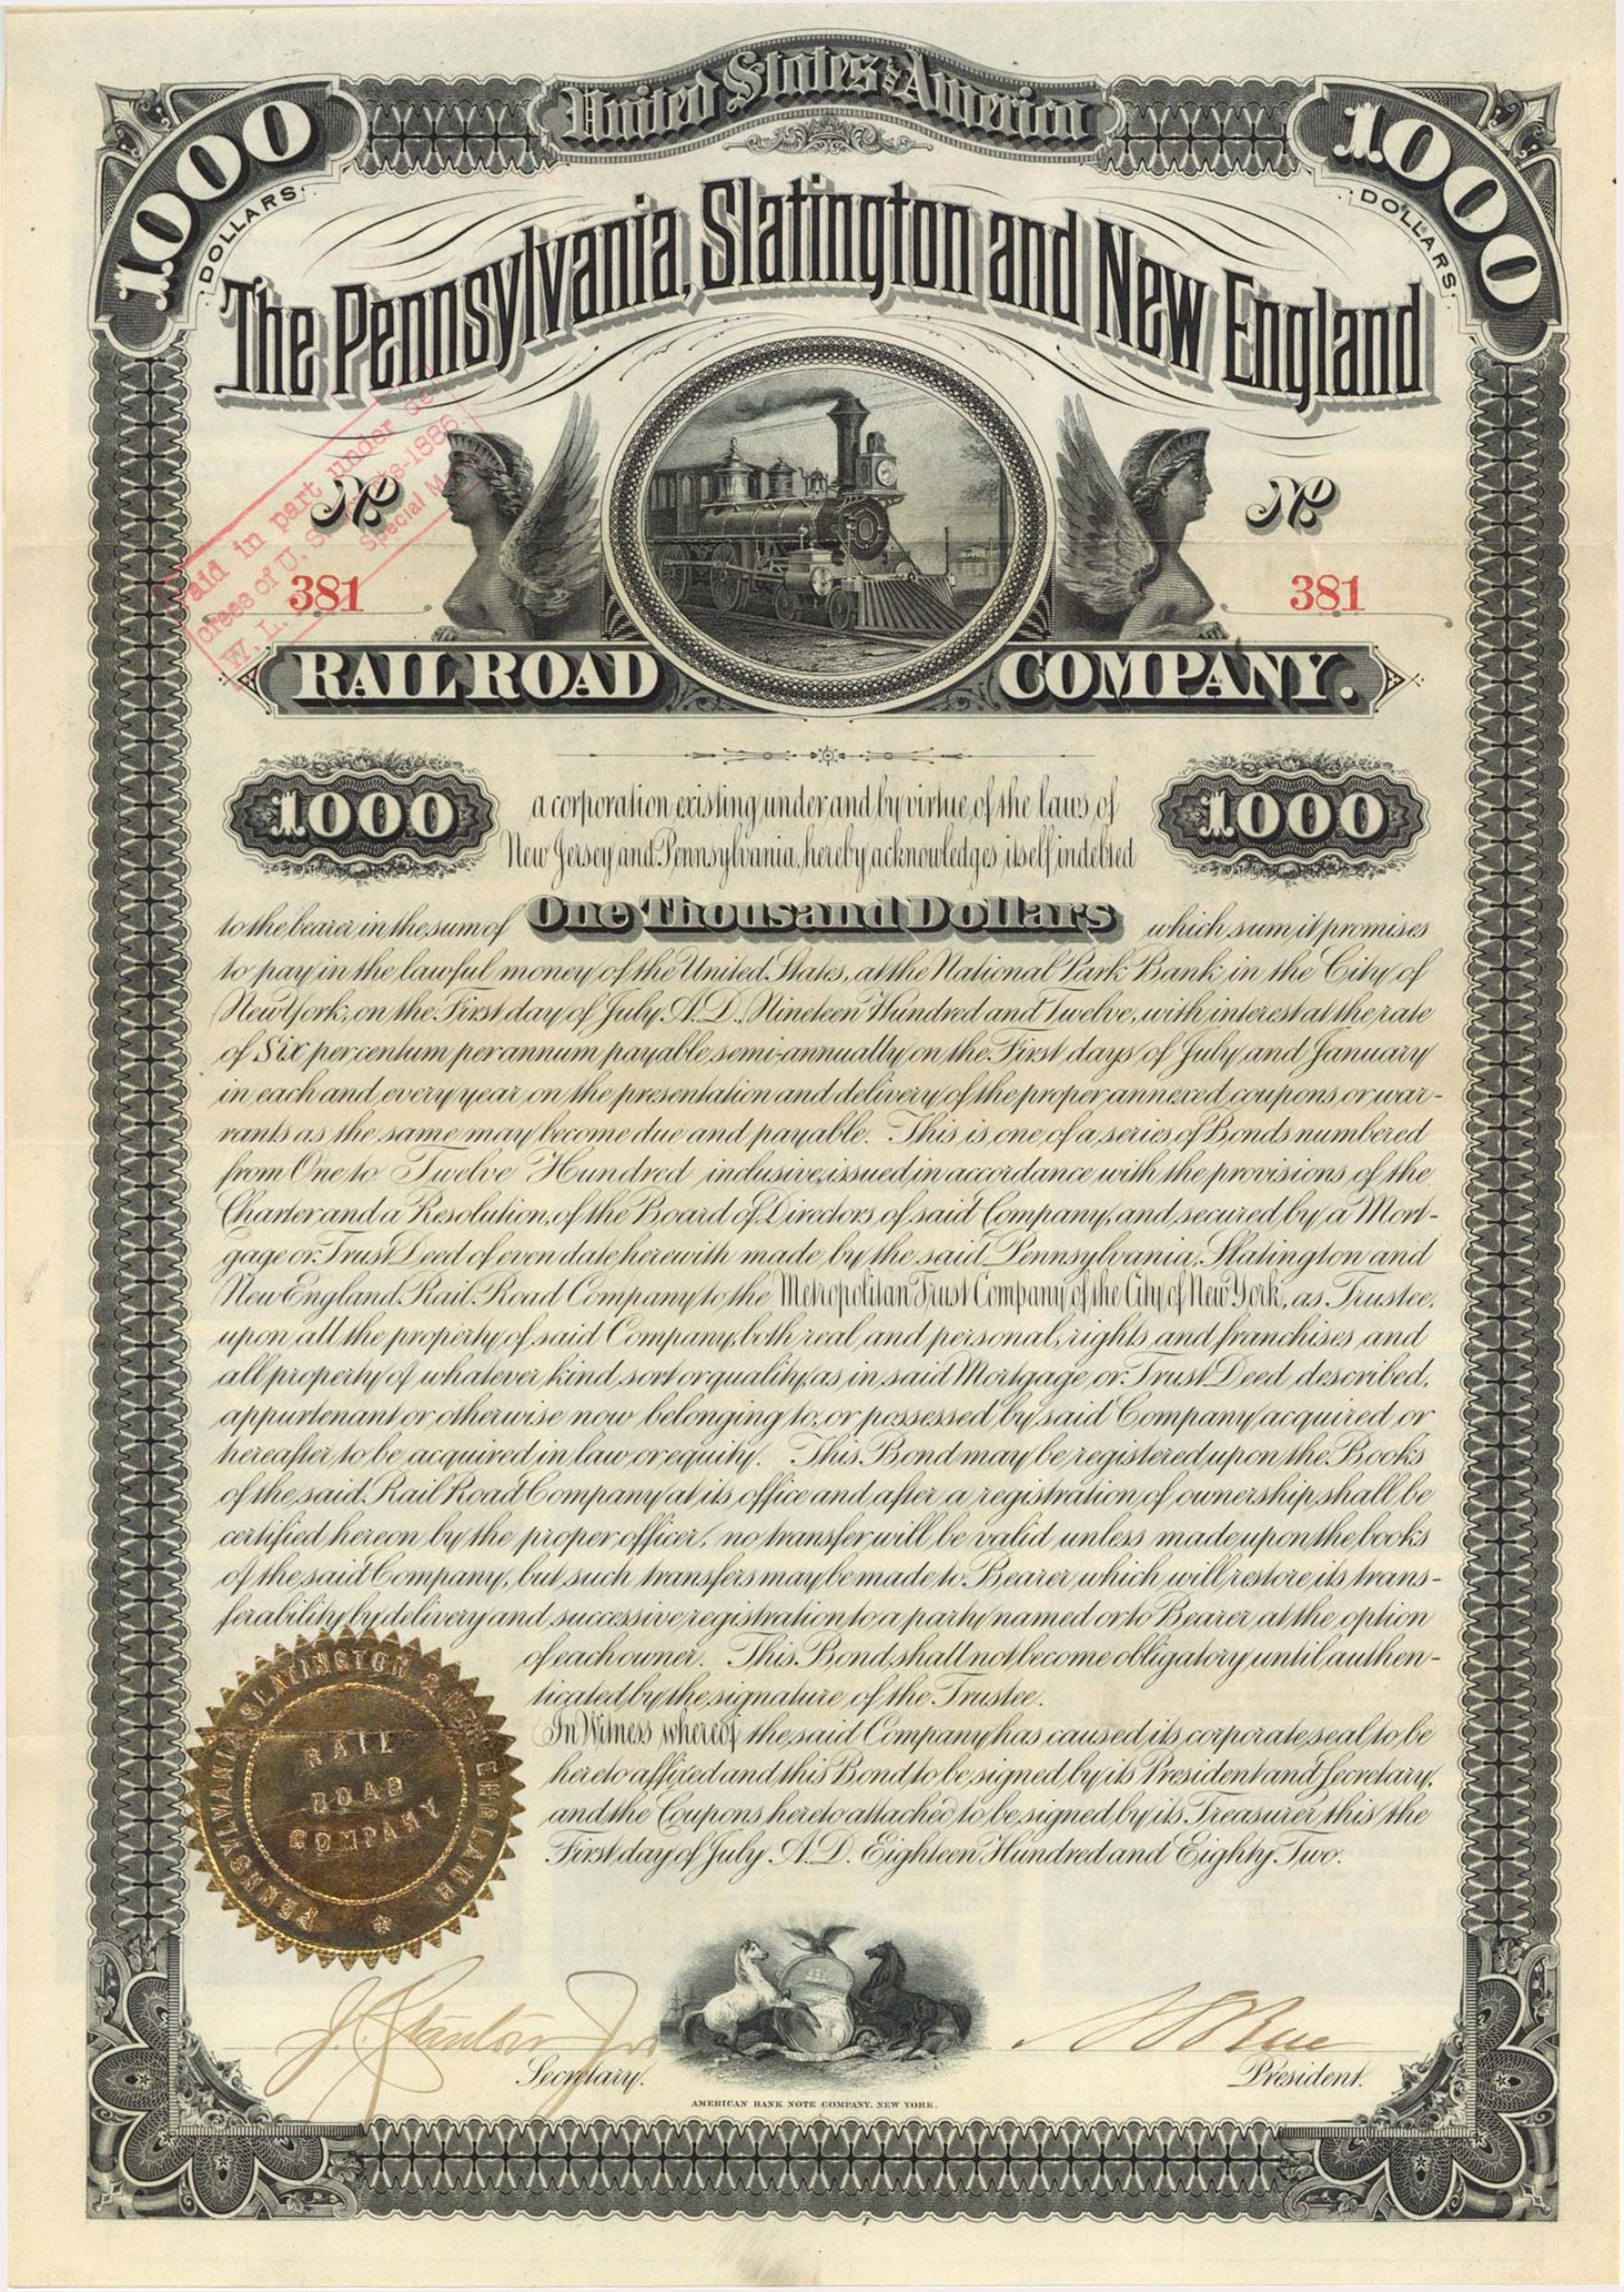 United States of America
1000 DOLLARS
1000 DOLLARS
The Pennsylvania, Slatington and New England
No
No
381
381
Paid in part under de-
crees of U.S. -1886.
W. L. Special M
RAIL ROAD COMPANY.
1000
1000
a corporation existing under and by virtue of the laws of
New Jersey and Pennsylvania, hereby acknowledges itself indebted
to the bearer in the sum of One Thousand Dollars which sum it promises
to pay in the lawful money of the United States, at the National Park Bank in the City of
New York, on the First day of July A.D. Nineteen Hundred and Twelve, with interest at the rate
of Six per centum per annum payable semi-annually on the First days of July and January
in each and every year on the presentation and delivery of the proper annexed coupons or war-
rants as the same may become due and payable. This is one of a series of Bonds numbered
from One to Twelve Hundred inclusive, issued in accordance with the provisions of the
Charter and a Resolution of the Board of Directors of said Company, and secured by a Mort-
gage or Trust Deed of even date herewith made by the said Pennsylvania, Slatington and
New England Rail Road Company to the Metropolitan Trust Company of the City of New York, as Trustee,
upon all the property of said Company, both real and personal, rights and franchises and
all property of whatever kind sort or quality as in said Mortgage or Trust Deed described,
appurtenant or otherwise now belonging to, or possessed by said Company acquired or
hereafter to be acquired in law or equity. This Bond may be registered upon the Books
of the said Rail Road Company at its office and after a registration of ownership shall be
certified hereon by the proper officer, no transfer will be valid unless made upon the books
of the said Company, but such transfers may be made to Bearer which will restore its trans-
ferability by delivery and successive registration to a party named or to Bearer at the option
of each owner. This Bond shall not become obligatory until authen-
ticated by the signature of the Trustee.
In Witness whereof the said Company has caused its corporate seal to be
hereto affixed and this Bond to be signed by its President and Secretary,
and the Coupons hereto attached to be signed by its Treasurer this the
First day of July A.D. Eighteen Hundred and Eighty Two.
PENNSYLVANIA SLATINGTON & NEW ENGLAND
RAIL
ROAD
COMPANY
J. Stanton Jr
Secretary.
President.
AMERICAN BANK NOTE COMPANY, NEW YORK.